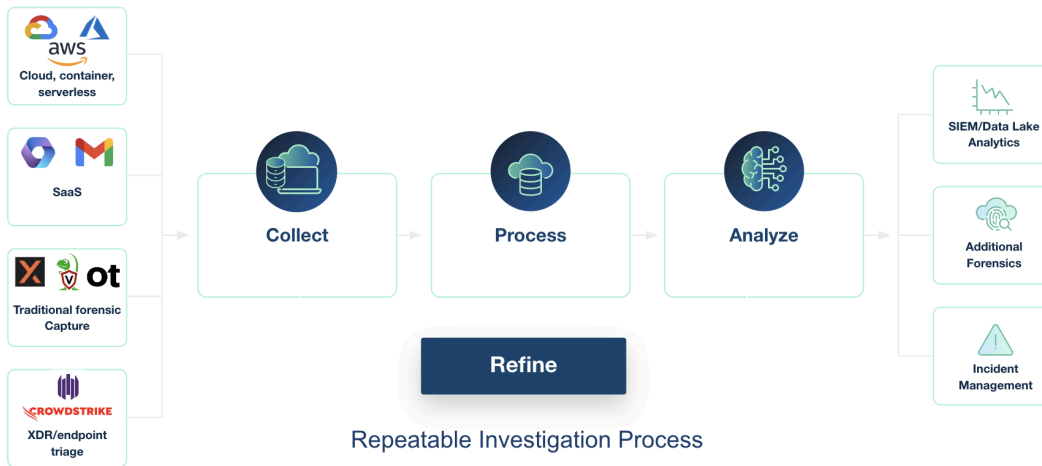 aws
Cloud, container,
serverless
SaaS
X
V
ot
Traditional forensic
Capture
CROWDSTRIKE
XDR/endpoint
triage
Collect
Process
Analyze
Refine
Repeatable Investigation Process
SIEM/Data Lake
Analytics
Additional
Forensics
Incident
Management